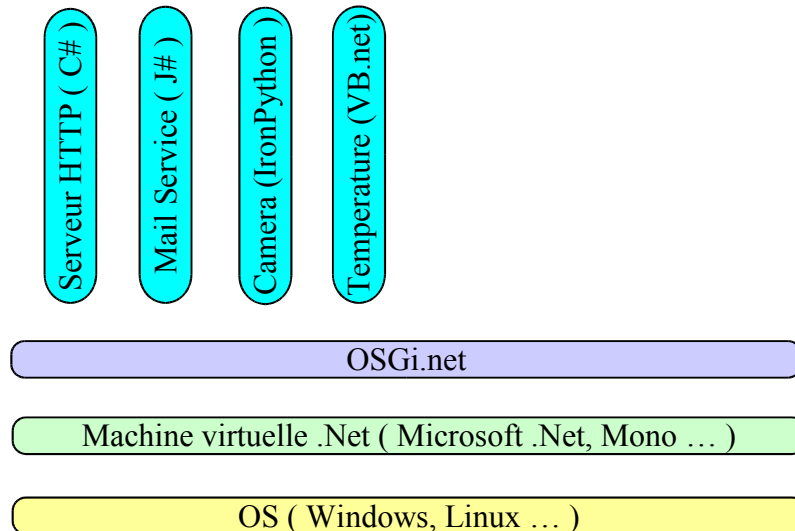 Serveur HTTP ( C# )
Mail Service ( J# )
Camera (IronPython )
Temperature (VB.net)
OSGi.net
Machine virtuelle .Net ( Microsoft .Net, Mono … )
OS ( Windows, Linux … )